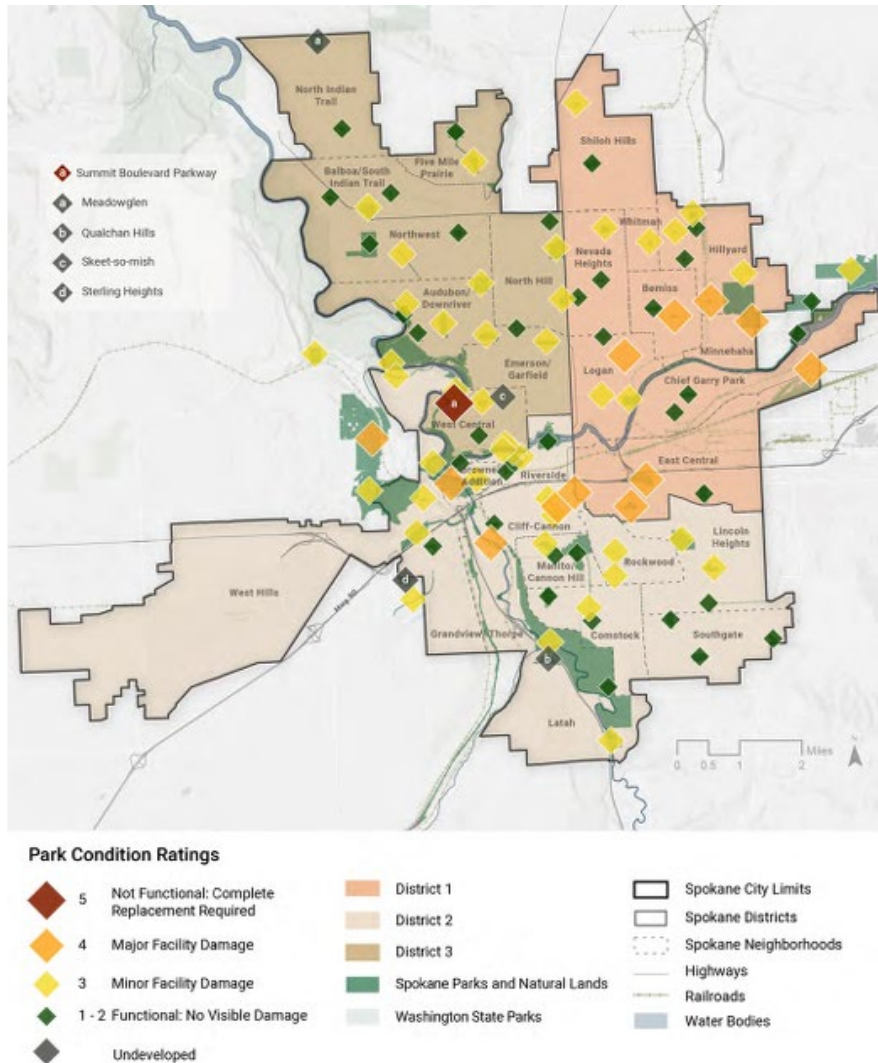 a
North Indian
Trail
Shiloh Hills
a Summit Boulevard Parkway
a Meadowglen
b Qualchan Hills
c Skeet-so-mish
d Sterling Heights
Five Mile
Prairie
Balboa/South
Indian Trail
Northwest
Whitman
Nevada
Heights
Hillyard
North Hill
Bemiss
Audubon/
Downriver
Minnehaha
Emerson/
Garfield
Logan
Chief Garry Park
a
c
West Central
East Central
Riverside
Browne's
Addition
Cliff-Cannon
Lincoln
Heights
Rockwood
Manito/
Cannon Hill
d
West Hills
Hwy 90
Grandview/Thorpe
Comstock
Southgate
b
Latah
N
Miles
0 0.5 1 2
Park Condition Ratings
5 Not Functional: Complete
Replacement Required
4 Major Facility Damage
3 Minor Facility Damage
1 - 2 Functional: No Visible Damage
Undeveloped
District 1
District 2
District 3
Spokane Parks and Natural Lands
Washington State Parks
Spokane City Limits
Spokane Districts
Spokane Neighborhoods
Highways
Railroads
Water Bodies